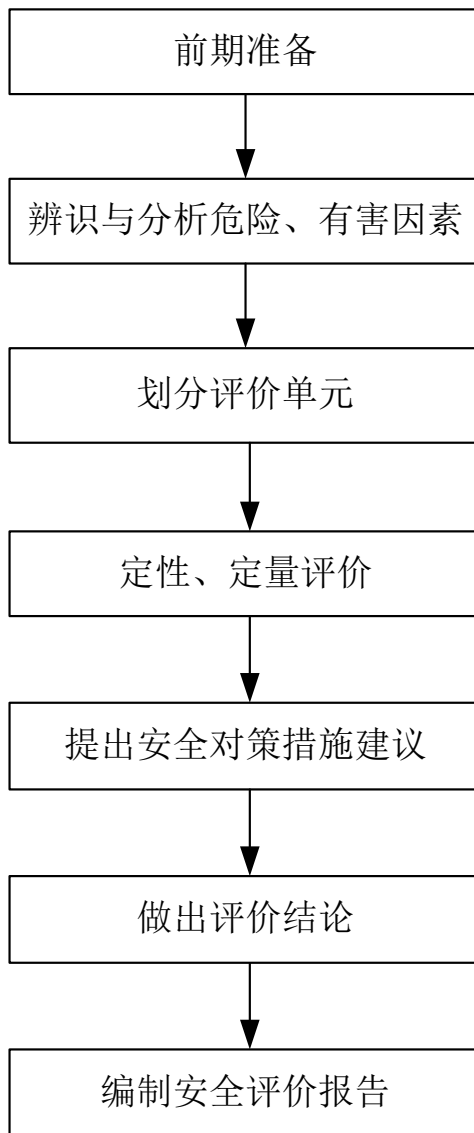 前期准备
辨识与分析危险、有害因素
划分评价单元
定性、定量评价
提出安全对策措施建议
做出评价结论
编制安全评价报告